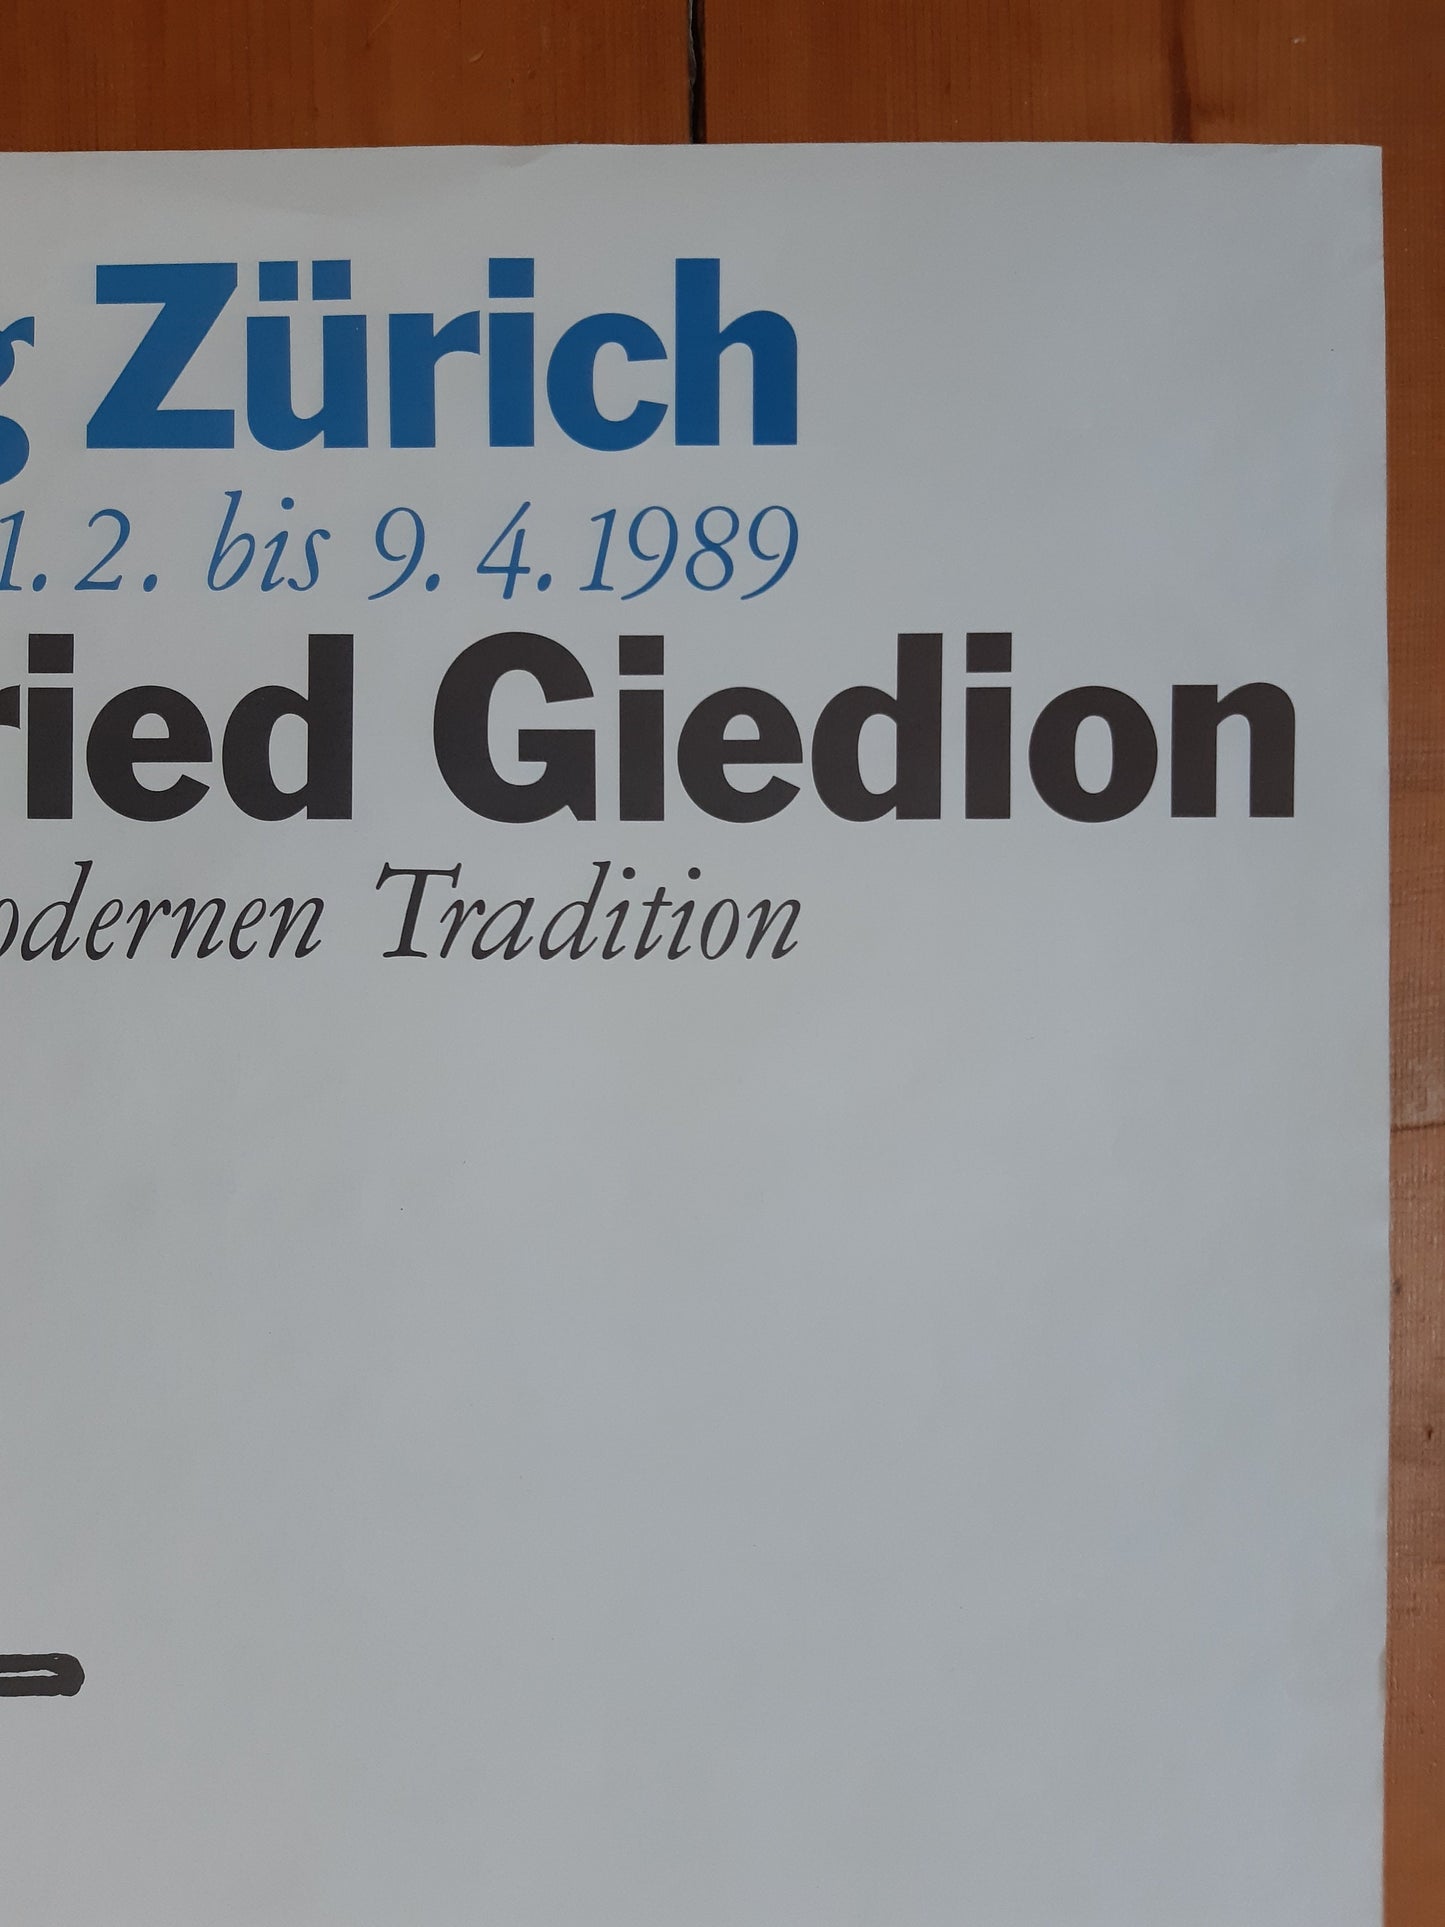 g Zürich
1. 2. bis 9. 4. 1989
ried Giedion
odernen Tradition